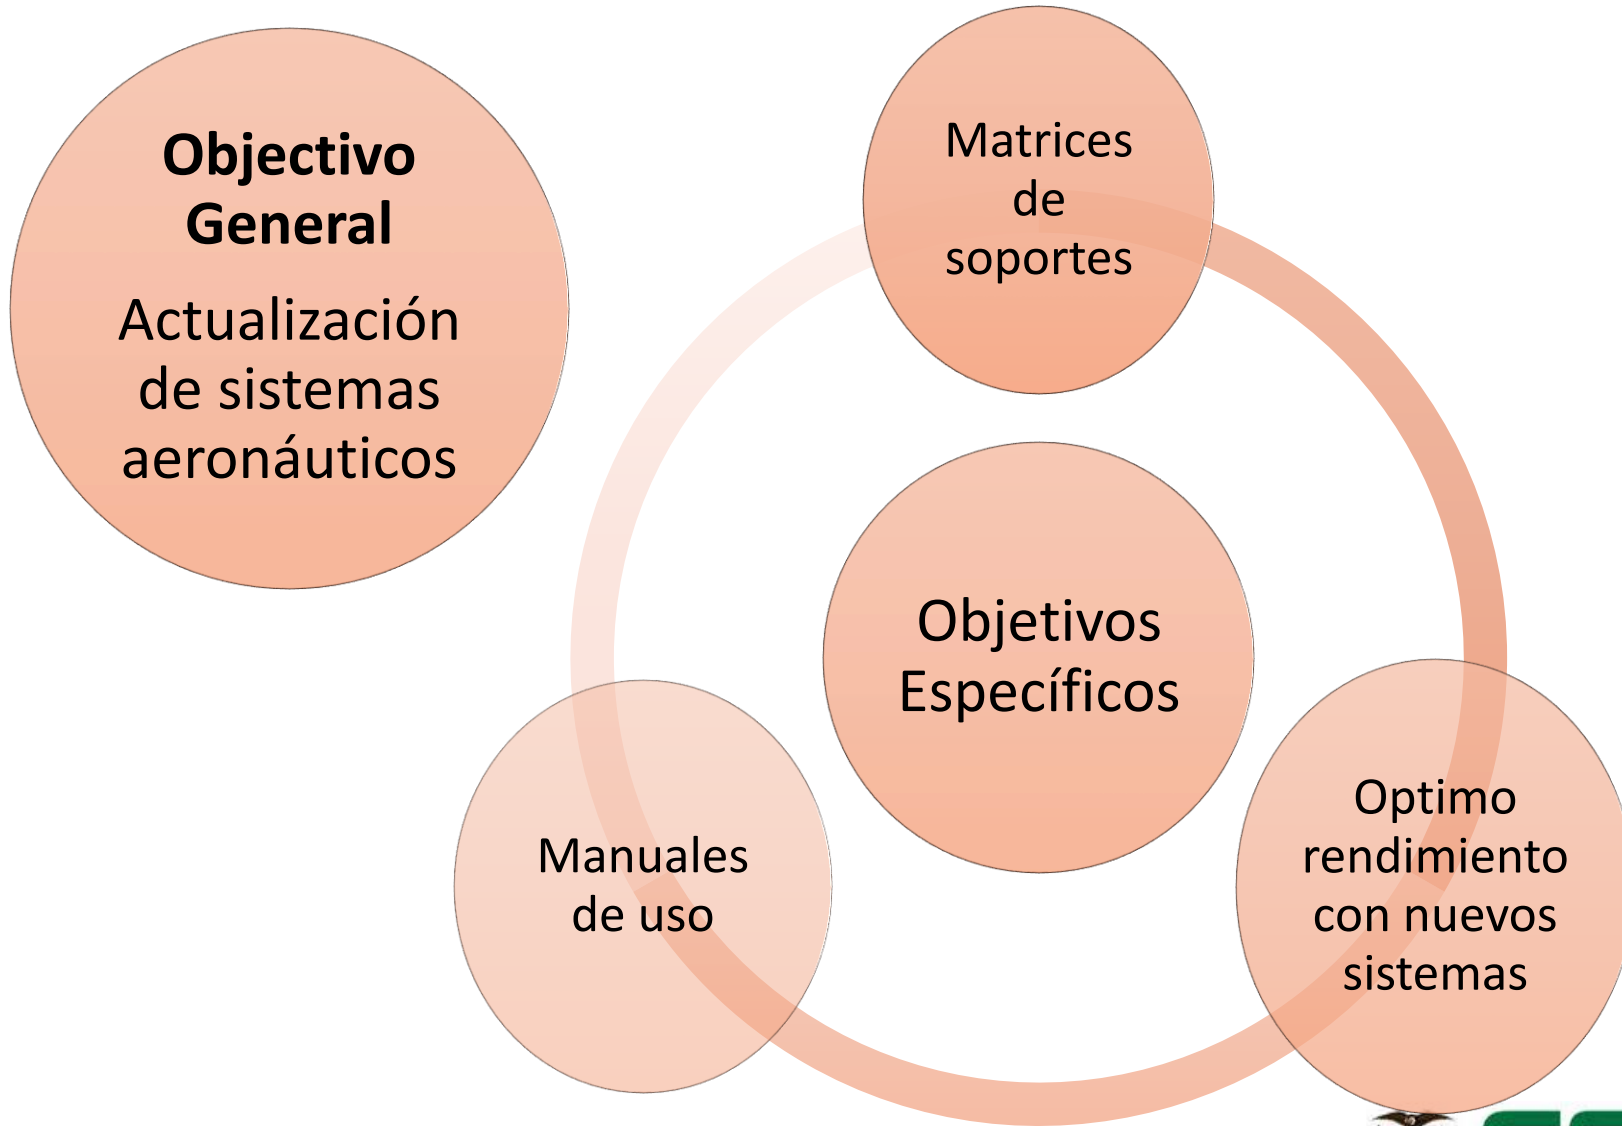 Objectivo
General
Actualización
de sistemas
aeronáuticos
Matrices
de
soportes
Objetivos
Específicos
Optimo
rendimiento
con nuevos
sistemas
Manuales
de uso